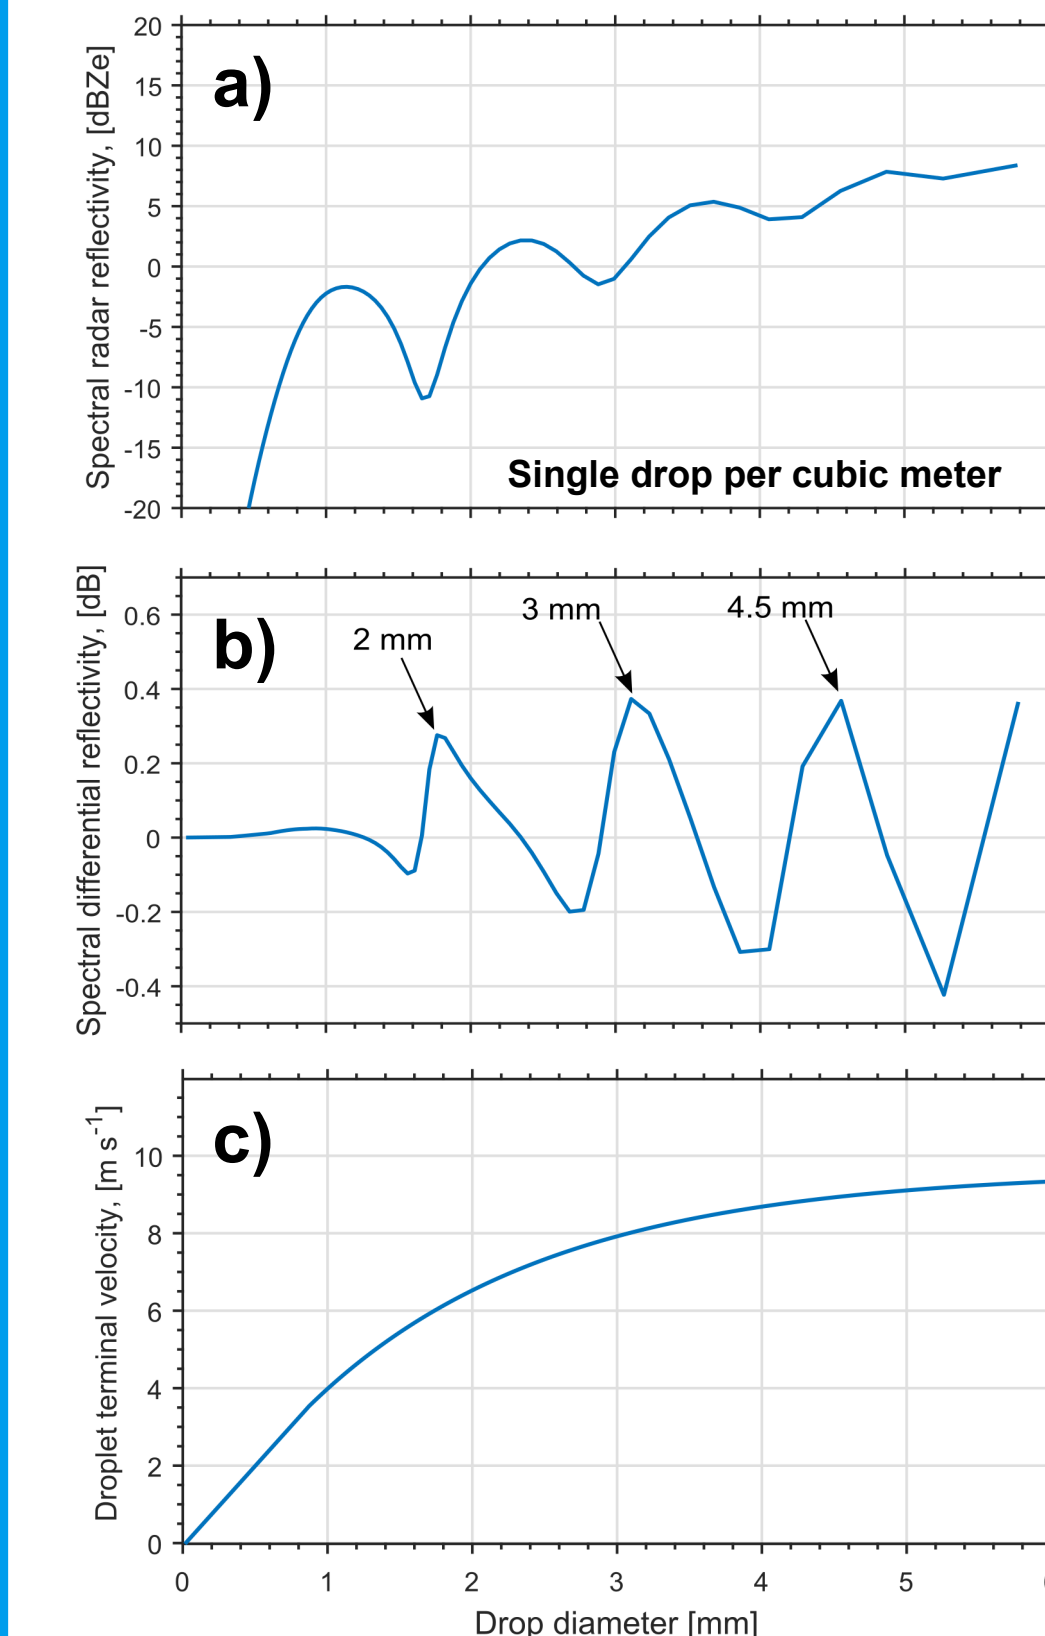 a)
Spectral radar reflectivity, [dBZe]
20
15
10
5
0
-5
-10
-15
-20
Single drop per cubic meter
b)
Spectral differential reflectivity, [dB]
0.6
0.4
0.2
0
-0.2
-0.4
2 mm
3 mm
4.5 mm
c)
Droplet terminal velocity, [m s⁻¹]
10
8
6
4
2
0
0 1 2 3 4 5
Drop diameter [mm]